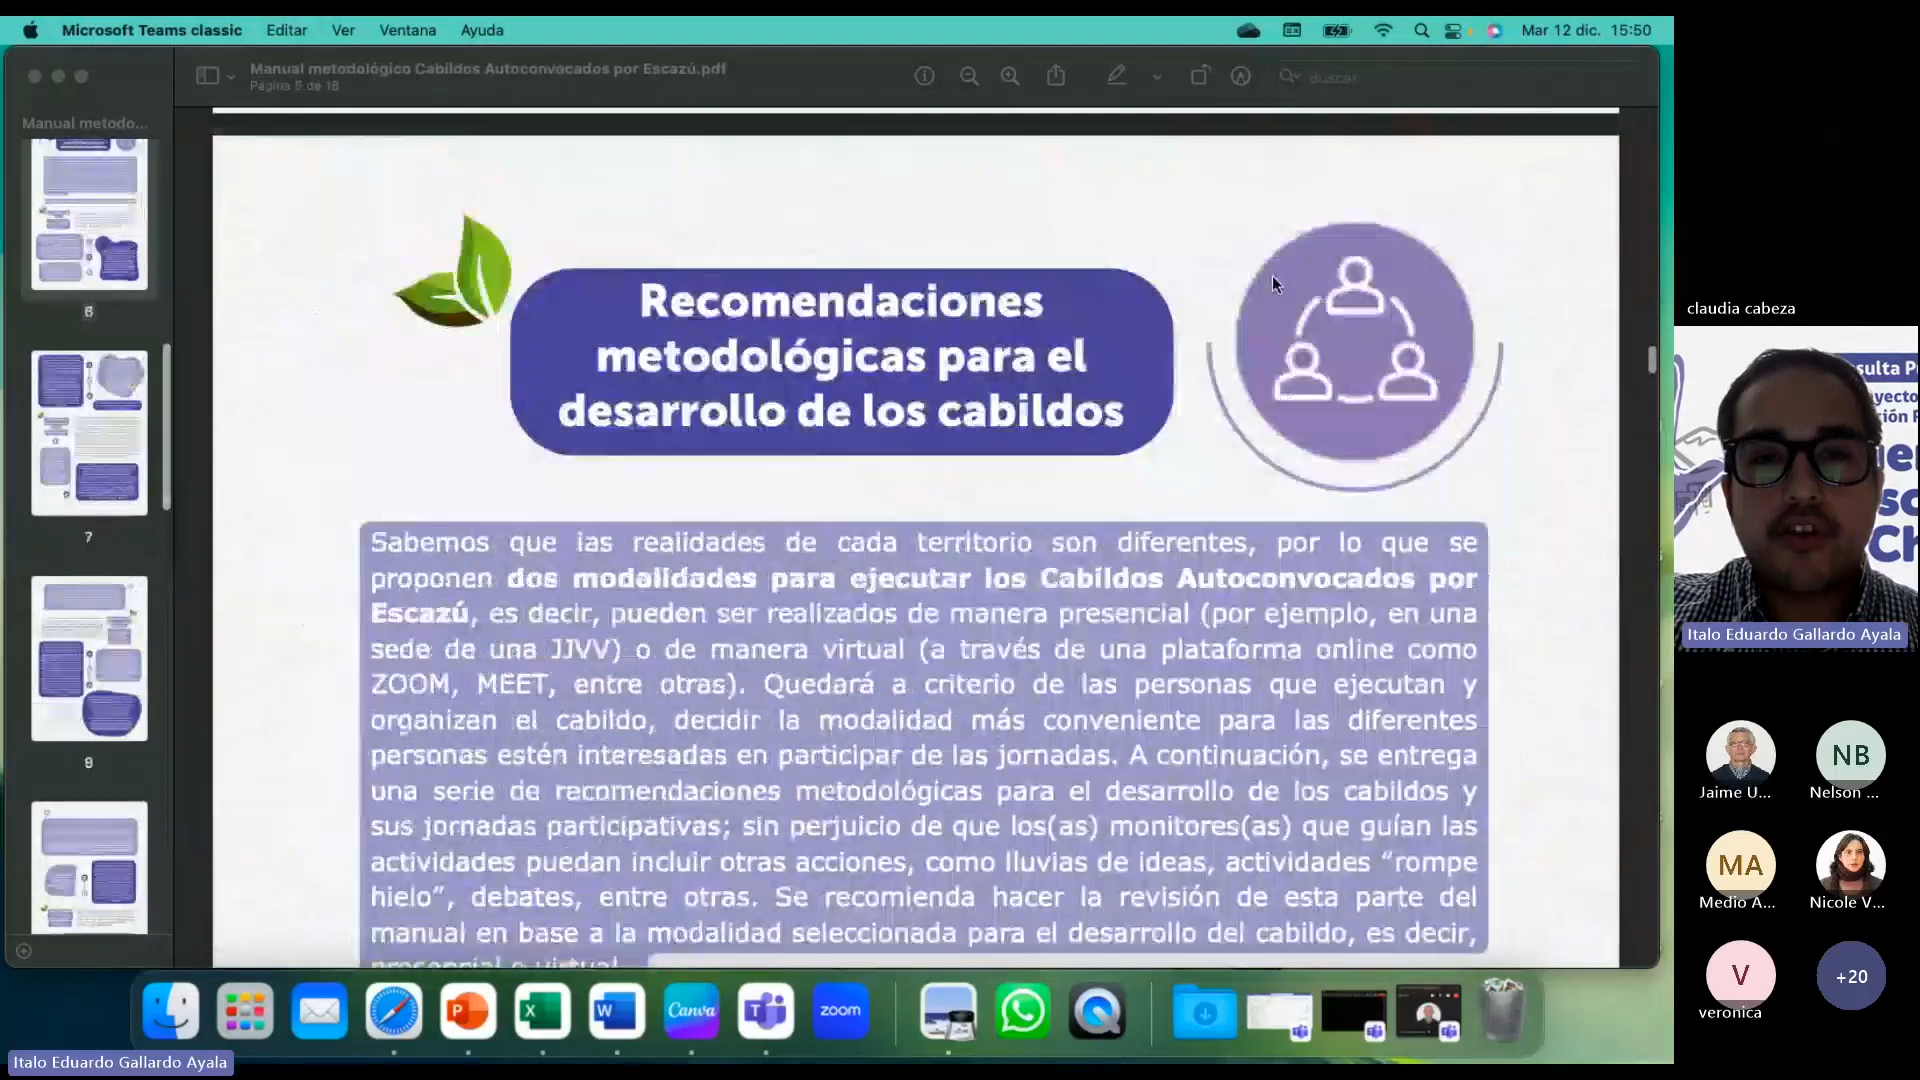 Microsoft Teams classic Editar Ver Ventana Ayuda
Mar 12 dic. 15:50
Manual metodológico Cabildos Autoconvocados por Escazú.pdf
Página 5 de 18
Buscar
Manual metodo...
6
7
8
Recomendaciones
metodológicas para el
desarrollo de los cabildos
Sabemos que las realidades de cada territorio son diferentes, por lo que se
proponen dos modalidades para ejecutar los Cabildos Autoconvocados por
Escazú, es decir, pueden ser realizados de manera presencial (por ejemplo, en una
sede de una JJVV) o de manera virtual (a través de una plataforma online como
ZOOM, MEET, entre otras). Quedará a criterio de las personas que ejecutan y
organizan el cabildo, decidir la modalidad más conveniente para las diferentes
personas estén interesadas en participar de las jornadas. A continuación, se entrega
una serie de recomendaciones metodológicas para el desarrollo de los cabildos y
sus jornadas participativas; sin perjuicio de que los(as) monitores(as) que guían las
actividades puedan incluir otras acciones, como lluvias de ideas, actividades “rompe
hielo”, debates, entre otras. Se recomienda hacer la revisión de esta parte del
manual en base a la modalidad seleccionada para el desarrollo del cabildo, es decir,
presencial o virtual.
Canva
zoom
Italo Eduardo Gallardo Ayala
claudia cabeza
Italo Eduardo Gallardo Ayala
NB
Jaime U...
Nelson ...
MA
Medio A...
Nicole V...
V
+20
veronica